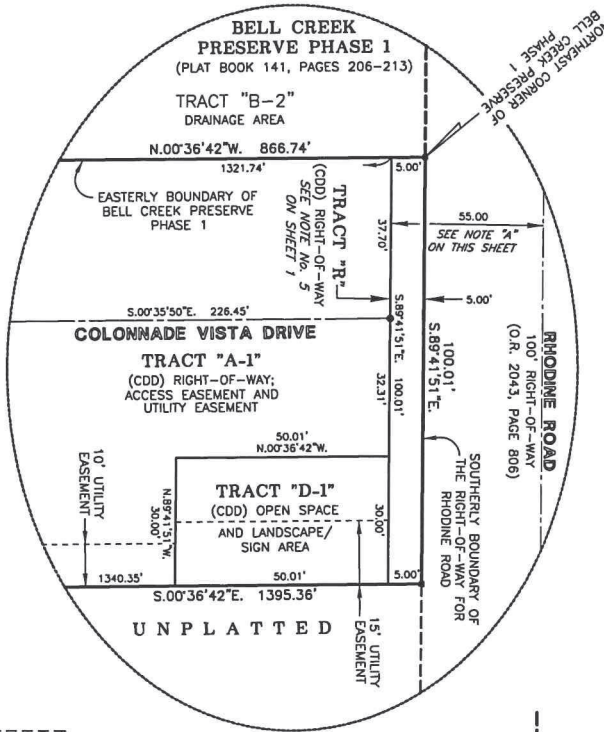 BELL CREEK
PRESERVE PHASE 1
(PLAT BOOK 141, PAGES 206-213)
NORTHEAST CORNER OF
BELL CREEK PRESERVE
PHASE 1
TRACT "B-2"
DRAINAGE AREA
N.00°36'42"W. 866.74'
1321.74'
5.00'
EASTERLY BOUNDARY OF
BELL CREEK PRESERVE
PHASE 1
TRACT "R"
(CDD) RIGHT-OF-WAY
SEE NOTE No. 5
ON SHEET 1
37.70'
55.00
SEE NOTE "A"
ON THIS SHEET
5.00'
S.00°35'50"E. 226.45'
COLONNADE VISTA DRIVE
TRACT "A-1"
(CDD) RIGHT-OF-WAY;
ACCESS EASEMENT AND
UTILITY EASEMENT
S.89°41'51"E. 100.01'
32.31'
100.01'
S.89°41'51"E.
RHODINE ROAD
100' RIGHT-OF-WAY
(O.R. 2043, PAGE 806)
50.01'
N.00°36'42"W.
10' UTILITY
EASEMENT
N.89°41'51"W.
30.00'
TRACT "D-1"
(CDD) OPEN SPACE
AND LANDSCAPE/
SIGN AREA
30.00'
SOUTHERLY BOUNDARY OF
THE RIGHT-OF-WAY FOR
RHODINE ROAD
1340.35'
50.01'
5.00'
S.00°36'42"E. 1395.36'
UNPLATTED
15' UTILITY
EASEMENT